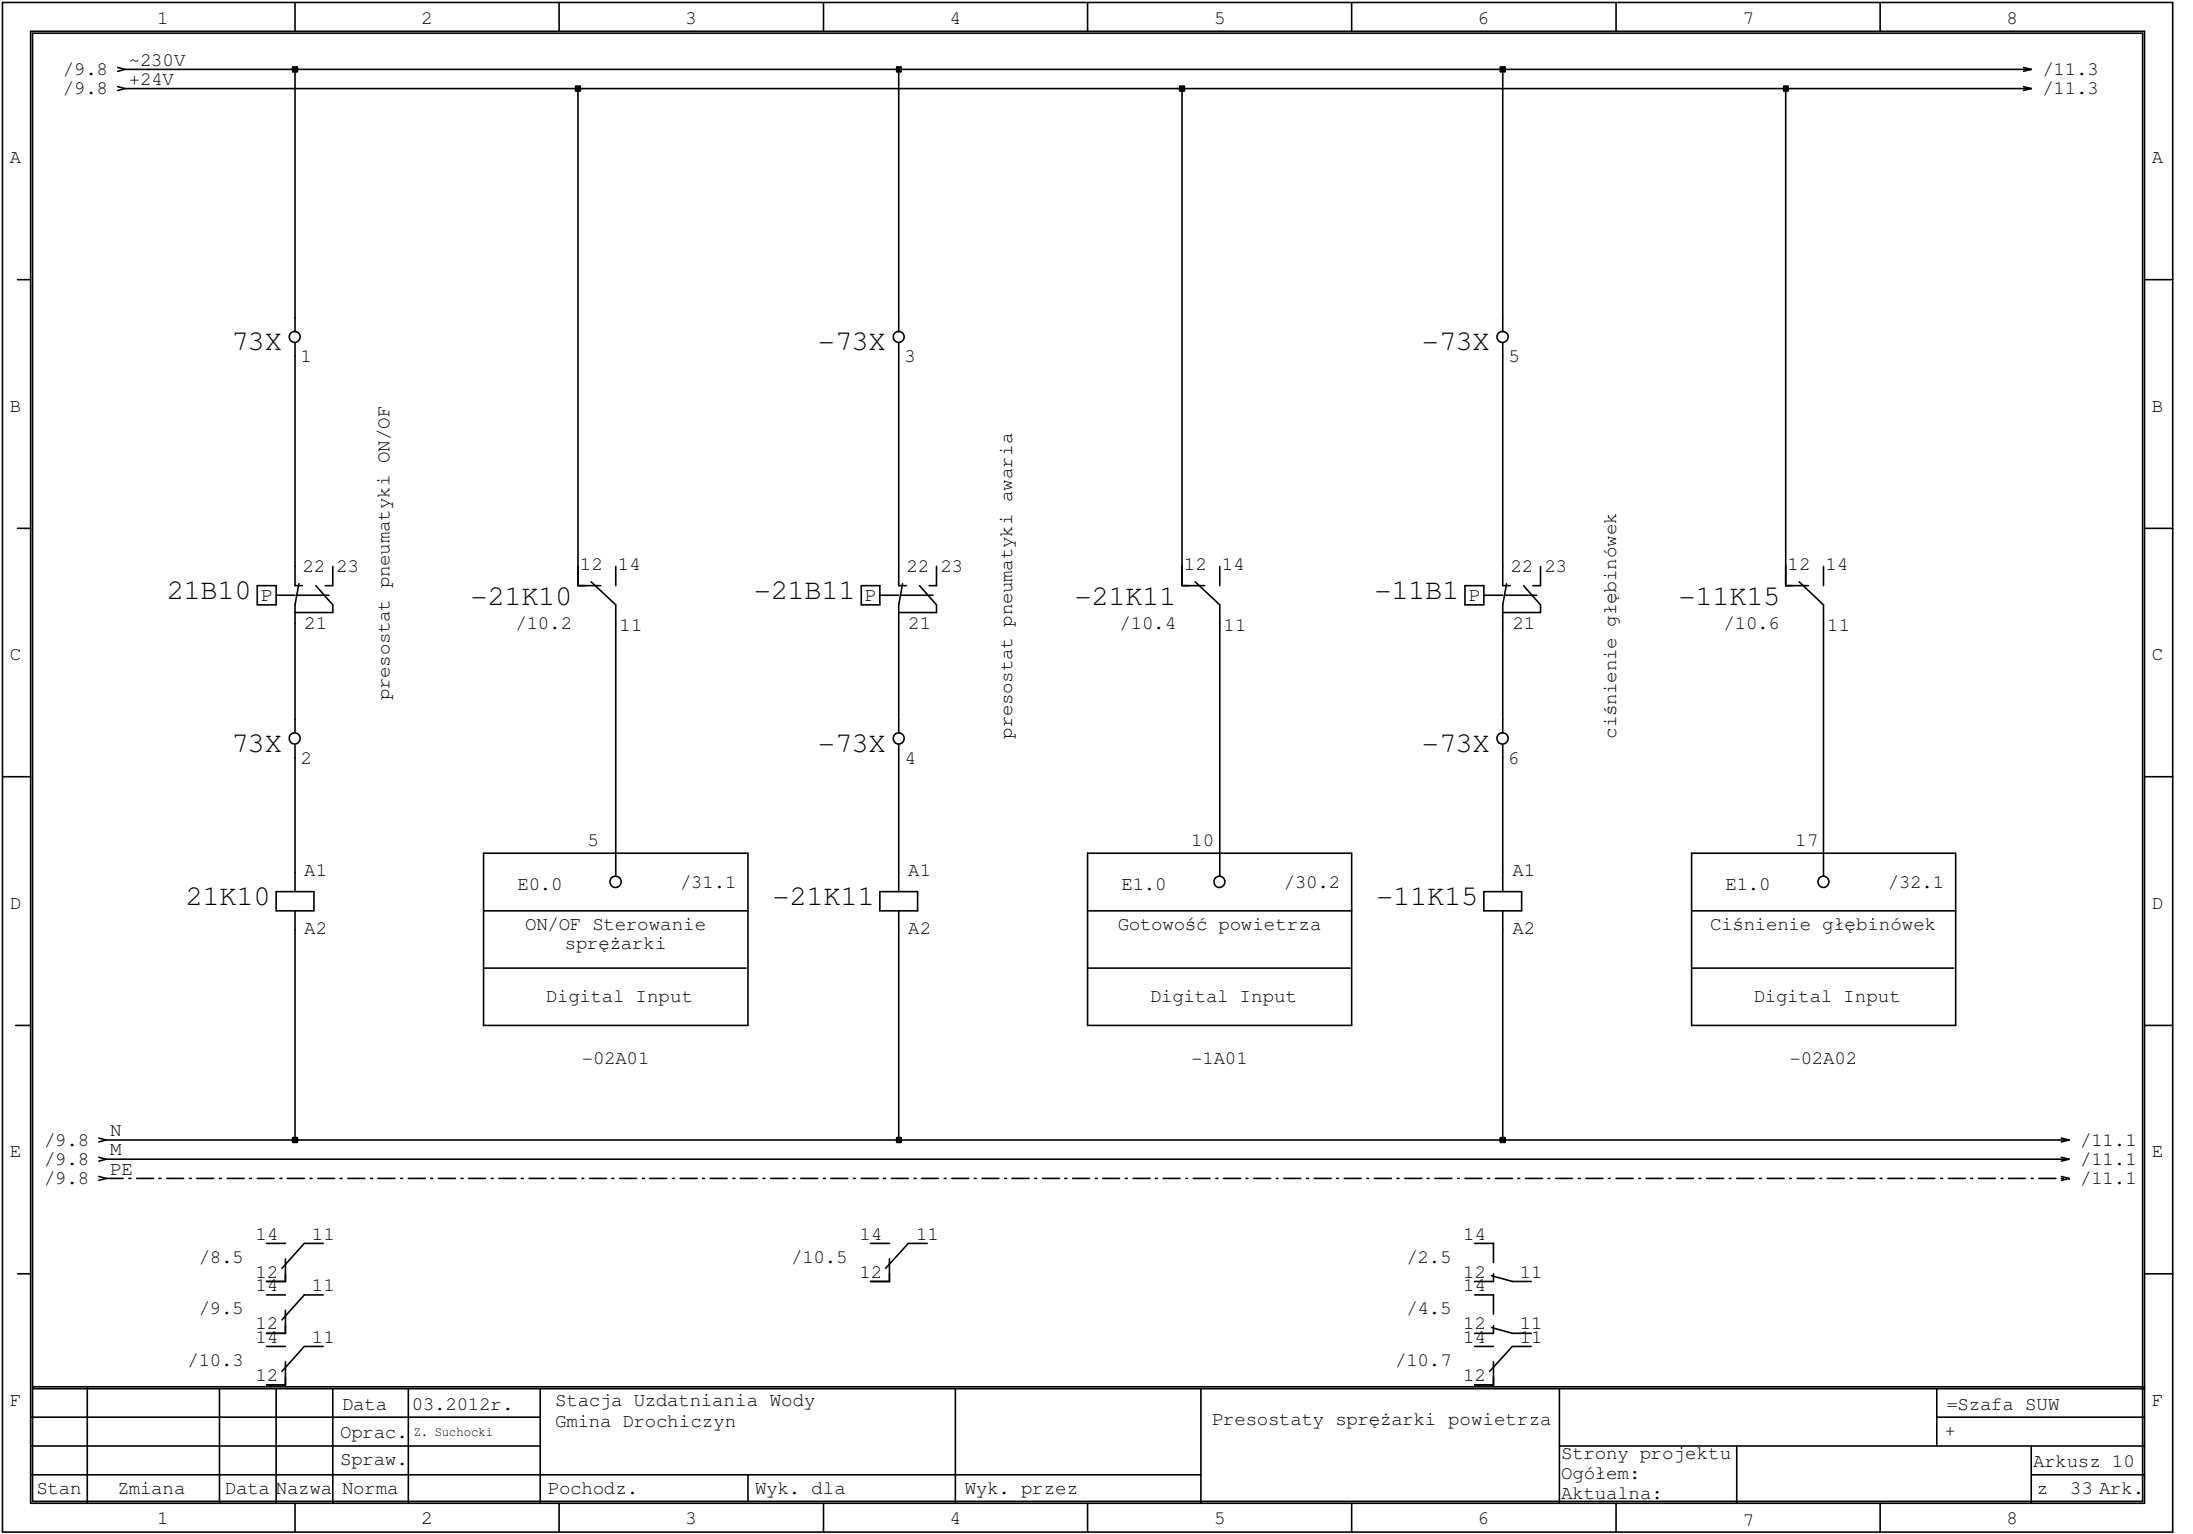 1 2 3 4 5 6 7 8
/9.8 ~230V /11.3
/9.8 +24V /11.3
A A
73X 1
-73X 3
-73X 5
B B
presostat pneumatyki ON/OF
presostat pneumatyki awaria
ciśnienie głębinówek
21B10 P 22 23 21
-21K10 12 14 11
/10.2
-21B11 P 22 23 21
-21K11 12 14 11
/10.4
-11B1 P 22 23 21
-11K15 12 14 11
/10.6
C C
73X 2
-73X 4
-73X 6
21K10 A1 A2
5
E0.0 /31.1
ON/OF Sterowanie
sprężarki
Digital Input
-02A01
-21K11 A1 A2
10
E1.0 /30.2
Gotowość powietrza
Digital Input
-1A01
-11K15 A1 A2
17
E1.0 /32.1
Ciśnienie głębinówek
Digital Input
-02A02
D D
/9.8 N /11.1
/9.8 M /11.1
/9.8 PE /11.1
E E
14 11
/8.5
12
14 11
/9.5
12
14 11
/10.3
12
14 11
/10.5
12
14
/2.5
12 11
14
/4.5
12 11
14 11
/10.7
12
F F
Data 03.2012r.
Oprac. Z. Suchocki
Spraw.
Stan Zmiana Data Nazwa Norma
Stacja Uzdatniania Wody
Gmina Drochiczyn
Pochodz. Wyk. dla Wyk. przez
Presostaty sprężarki powietrza
Strony projektu
Ogółem:
Aktualna:
=Szafa SUW
+
Arkusz 10
z 33 Ark.
1 2 3 4 5 6 7 8